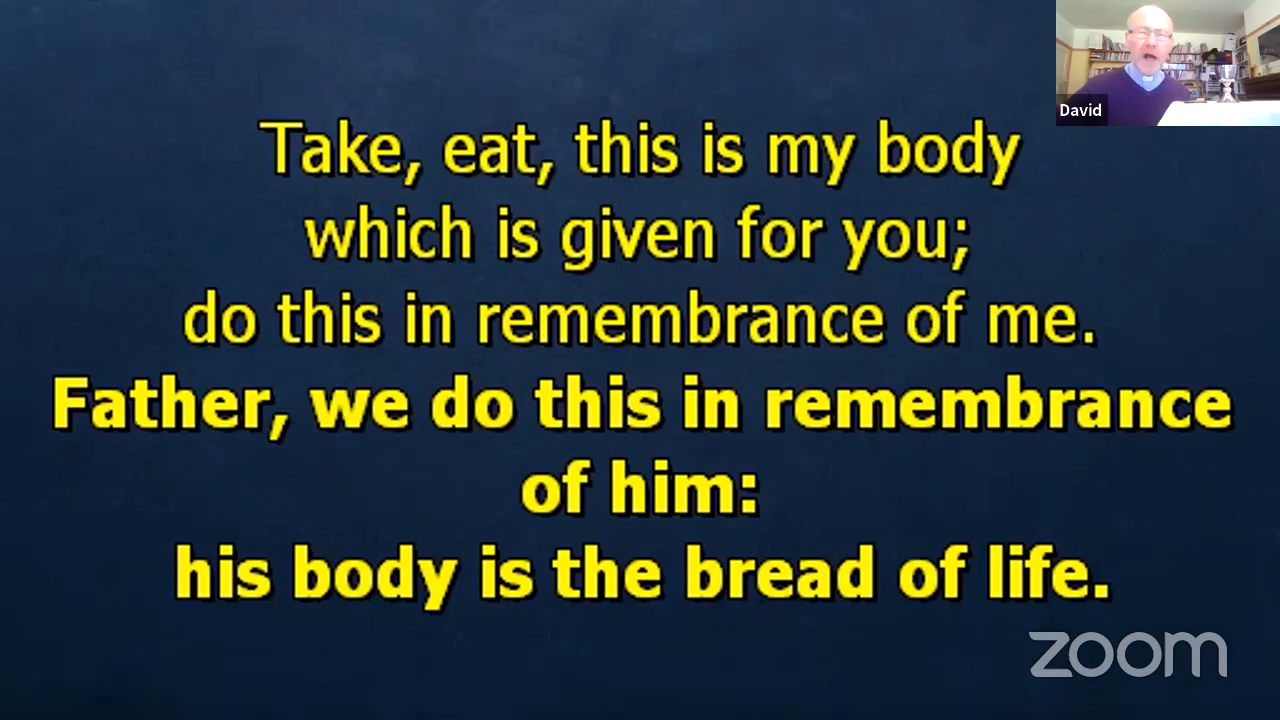 David
Take, eat, this is my body
which is given for you;
do this in remembrance of me.
Father, we do this in remembrance
of him:
his body is the bread of life.
zoom